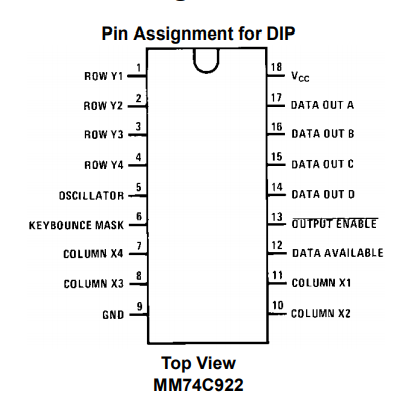 Pin Assignment for DIP
ROW Y1 1
18 VCC
ROW Y2 2
17 DATA OUT A
ROW Y3 3
16 DATA OUT B
ROW Y4 4
15 DATA OUT C
OSCILLATOR 5
14 DATA OUT D
KEYBOUNCE MASK 6
13 OUTPUT ENABLE
COLUMN X4 7
12 DATA AVAILABLE
COLUMN X3 8
11 COLUMN X1
GND 9
10 COLUMN X2
Top View
MM74C922